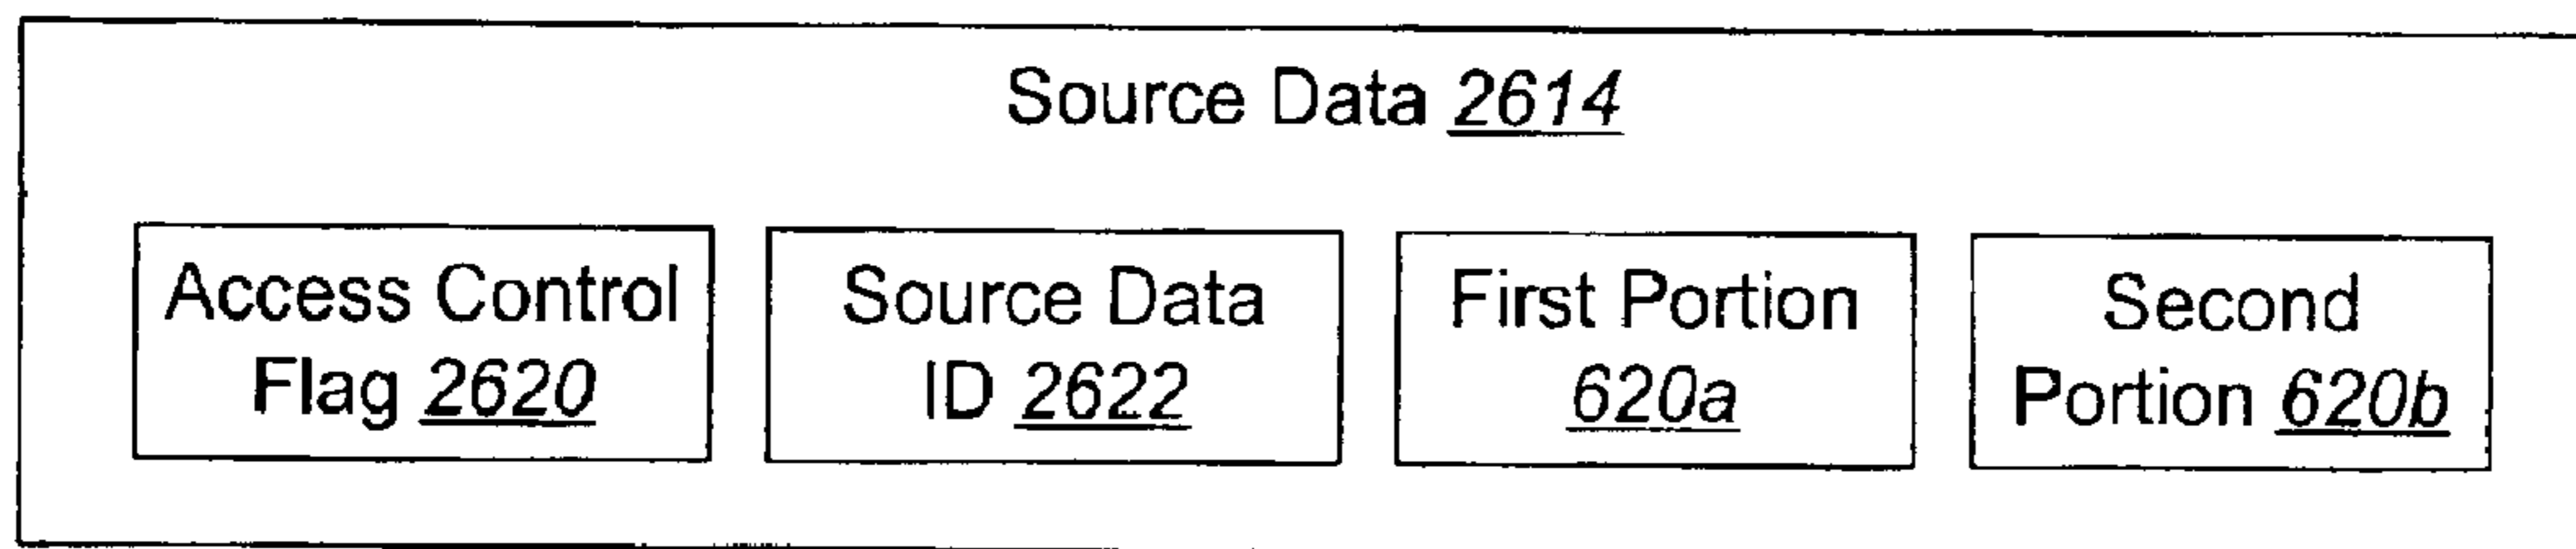 Source Data 2614
Access Control
Flag 2620
Source Data
ID 2622
First Portion
620a
Second
Portion 620b